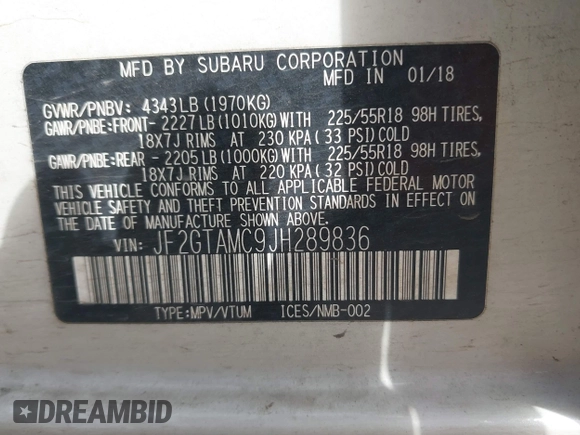 MFD BY SUBARU CORPORATION
MFD IN 01/18
GVWR/PNBV: 4343LB(1970KG)
GAWR/PNBE:FRONT- 2227LB(1010KG)WITH 225/55R18 98H TIRES,
18X7J RIMS AT 230 KPA(33 PSI)COLD
GAWR/PNBE:REAR - 2205LB(1000KG)WITH 225/55R18 98H TIRES,
18X7J RIMS AT 220 KPA(32 PSI)COLD
THIS VEHICLE CONFORMS TO ALL APPLICABLE FEDERAL MOTOR
VEHICLE SAFETY AND THEFT PREVENTION STANDARDS IN EFFECT ON
THE DATE OF MANUFACTURE SHOWN ABOVE.
VIN: JF2GTAMC9JH289836
TYPE:MPV/VTUM ICES/NMB-002
DREAMBID